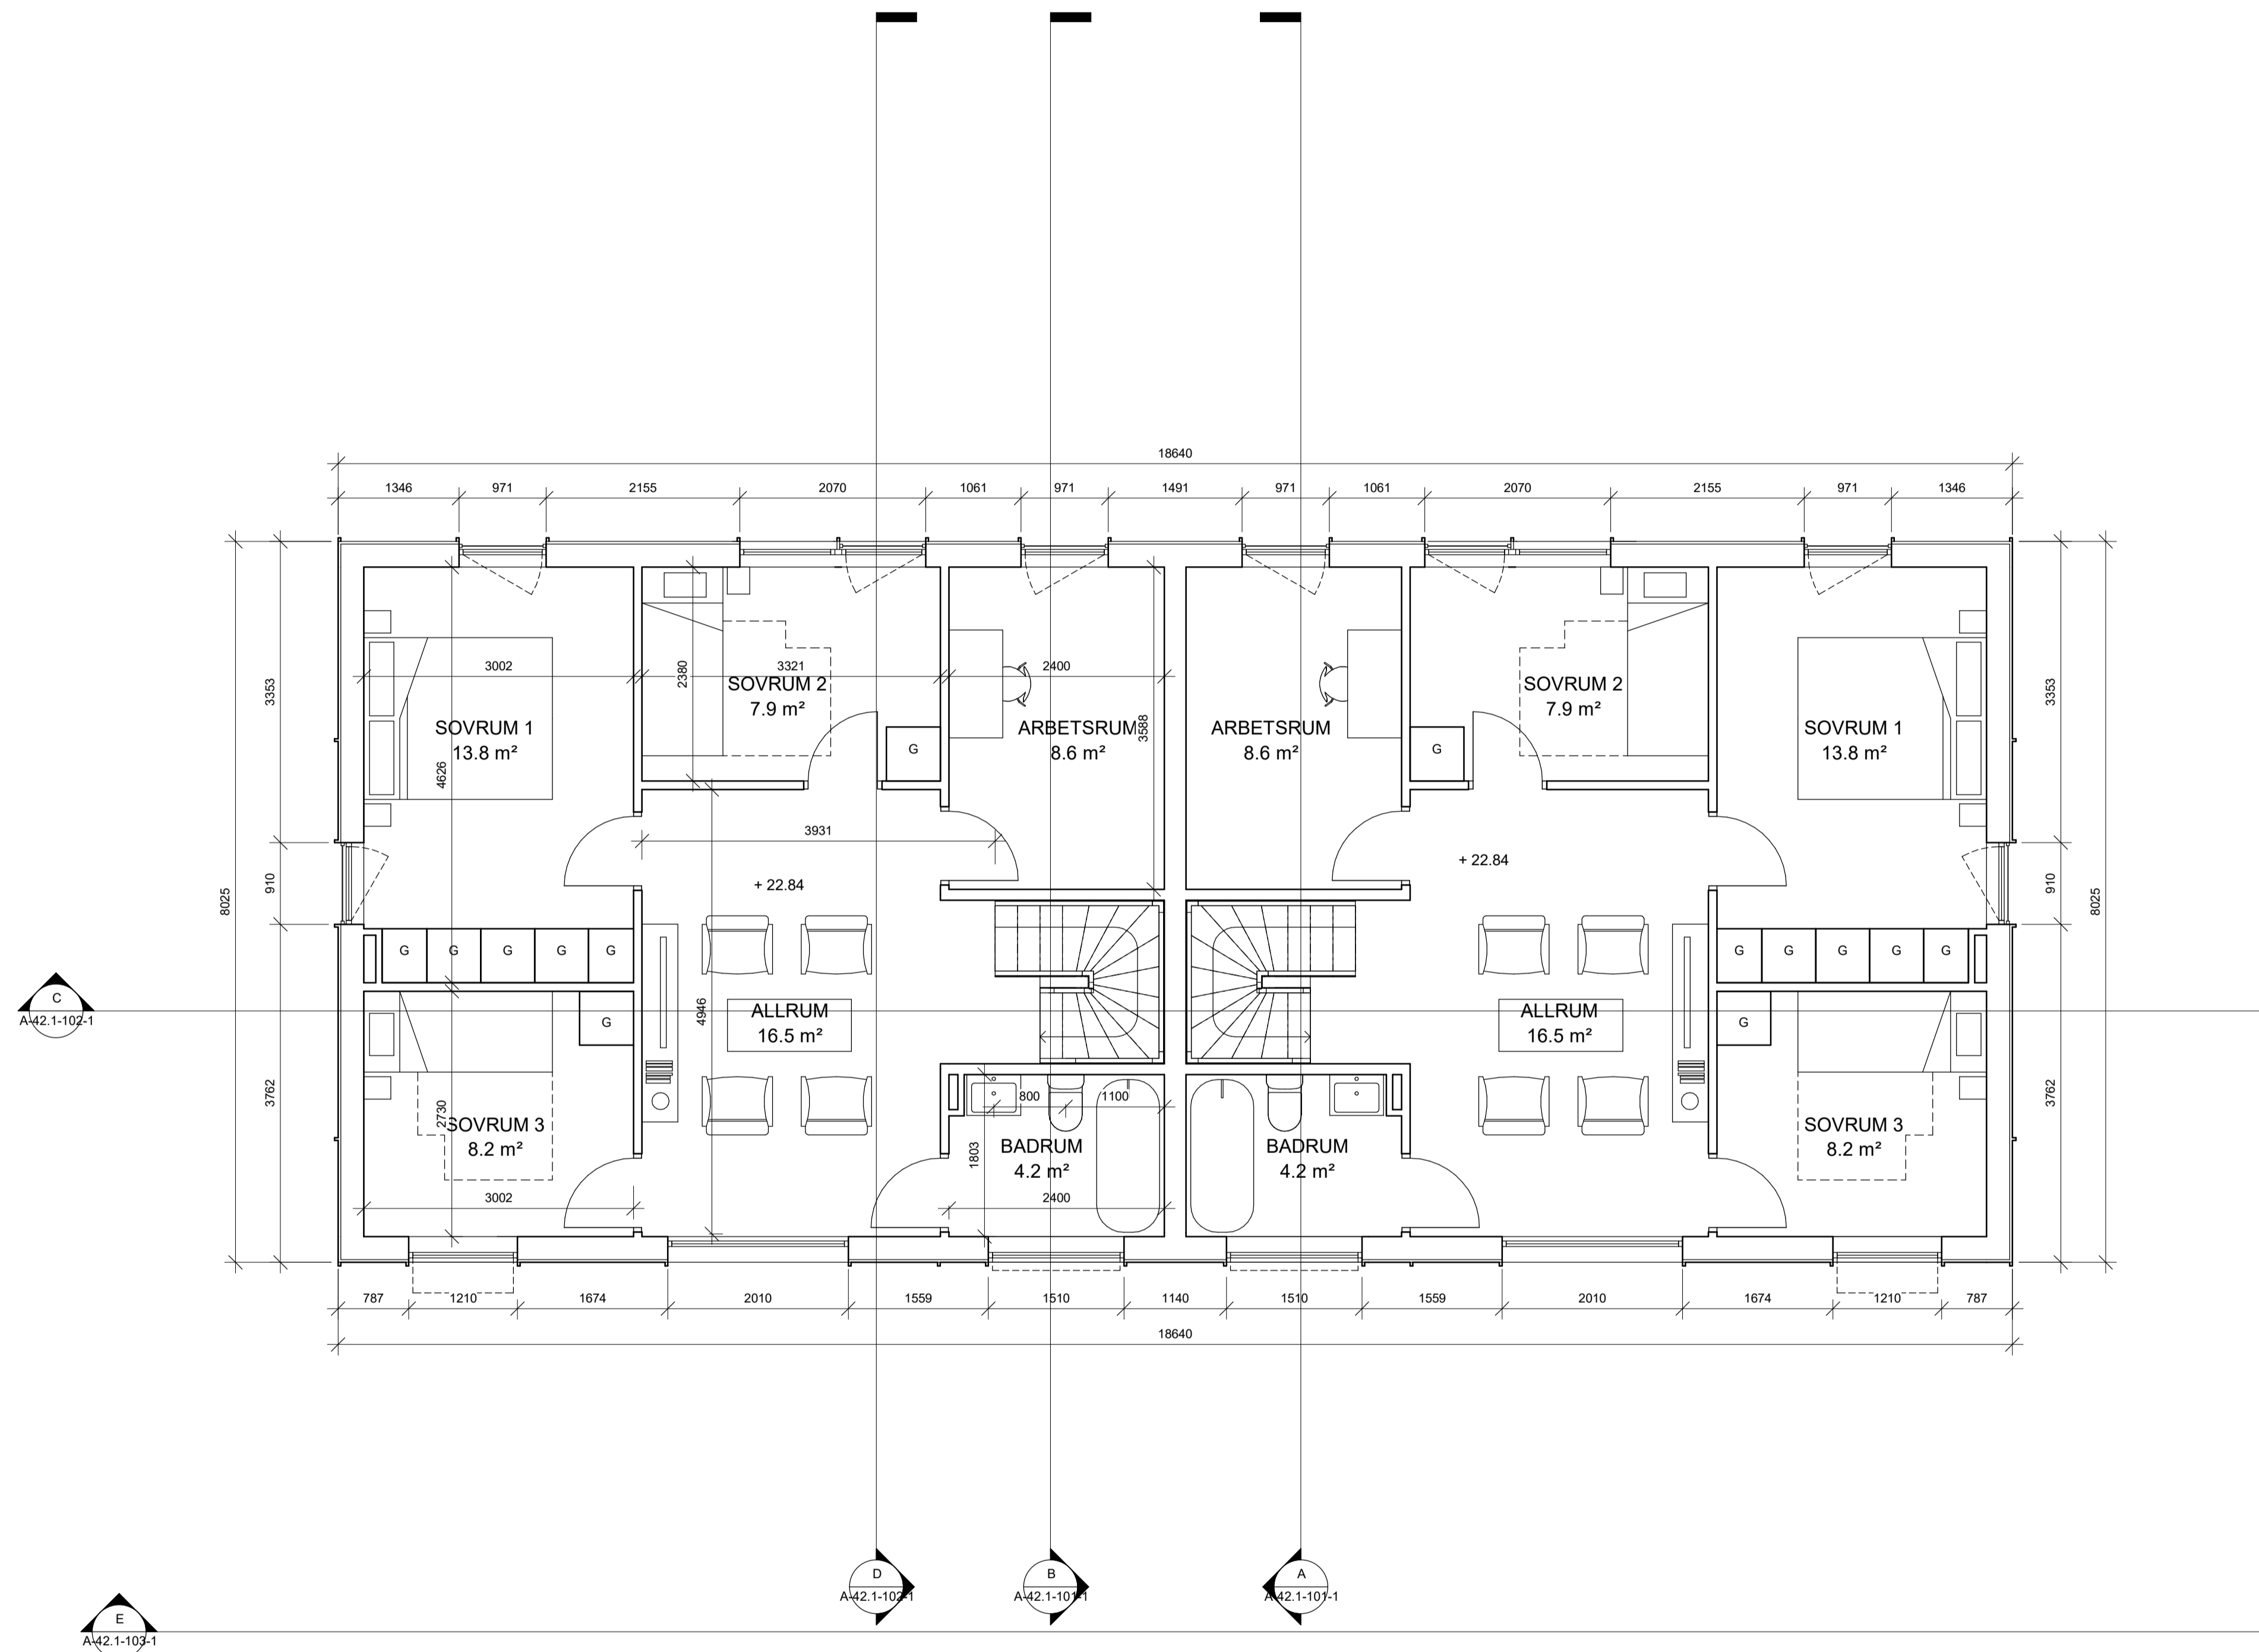 18640
1346 971 2155 2070 1061 971 1491 971 1061 2070 2155 971 1346
3002 2380 3321 2400
SOVRUM 2
7.9 m²
SOVRUM 2
7.9 m²
3353
3353
SOVRUM 1
13.8 m²
ARBETSRUM
8.6 m²
3588
ARBETSRUM
8.6 m²
SOVRUM 1
13.8 m²
G
G
4626
3931
+ 22.84
+ 22.84
8025
910
910
8025
G G G G G
G G G G G
C
A-42.1-102-1
G
4946
ALLRUM
16.5 m²
ALLRUM
16.5 m²
G
3762
2730
SOVRUM 3
8.2 m²
800 1100
1803
BADRUM
4.2 m²
BADRUM
4.2 m²
SOVRUM 3
8.2 m²
3762
3002
2400
787 1210 1674 2010 1559 1510 1140 1510 1559 2010 1674 1210 787
18640
D
A-42.1-102-1
B
A-42.1-101-1
A
A-42.1-101-1
E
A-42.1-103-1